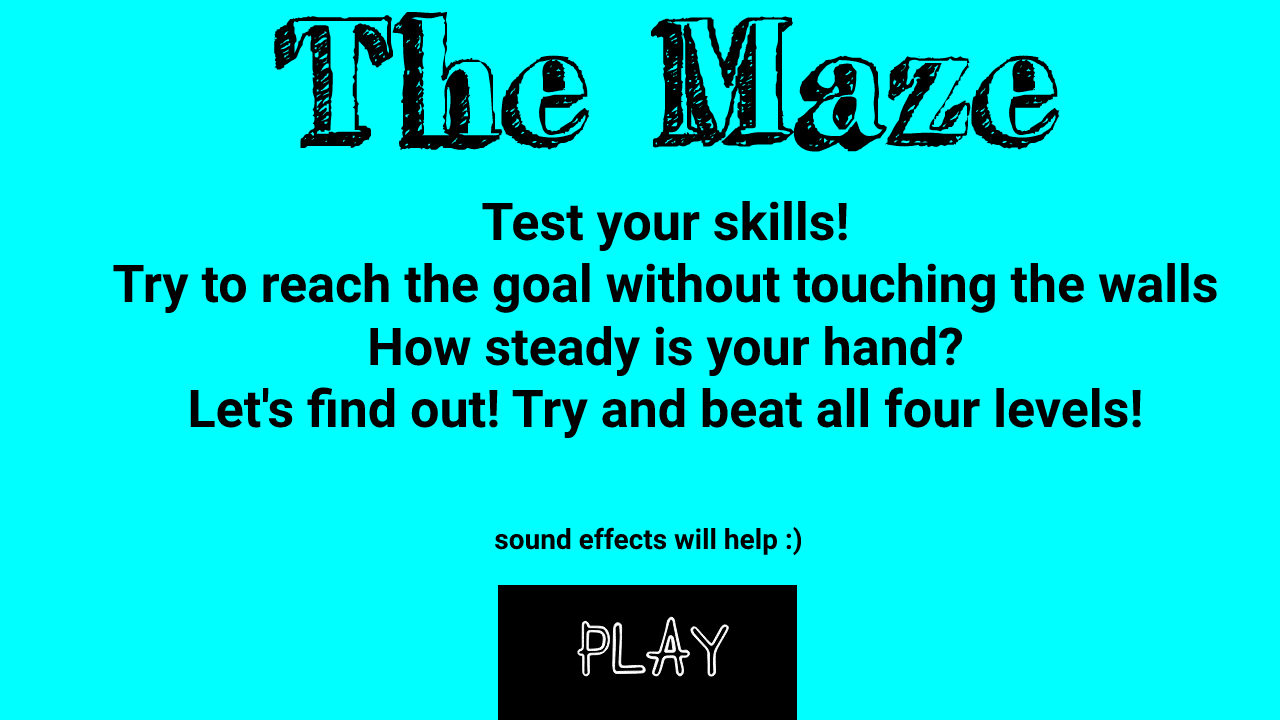 The Maze
Test your skills!
Try to reach the goal without touching the walls
How steady is your hand?
Let's find out! Try and beat all four levels!
sound effects will help :)
PLAY